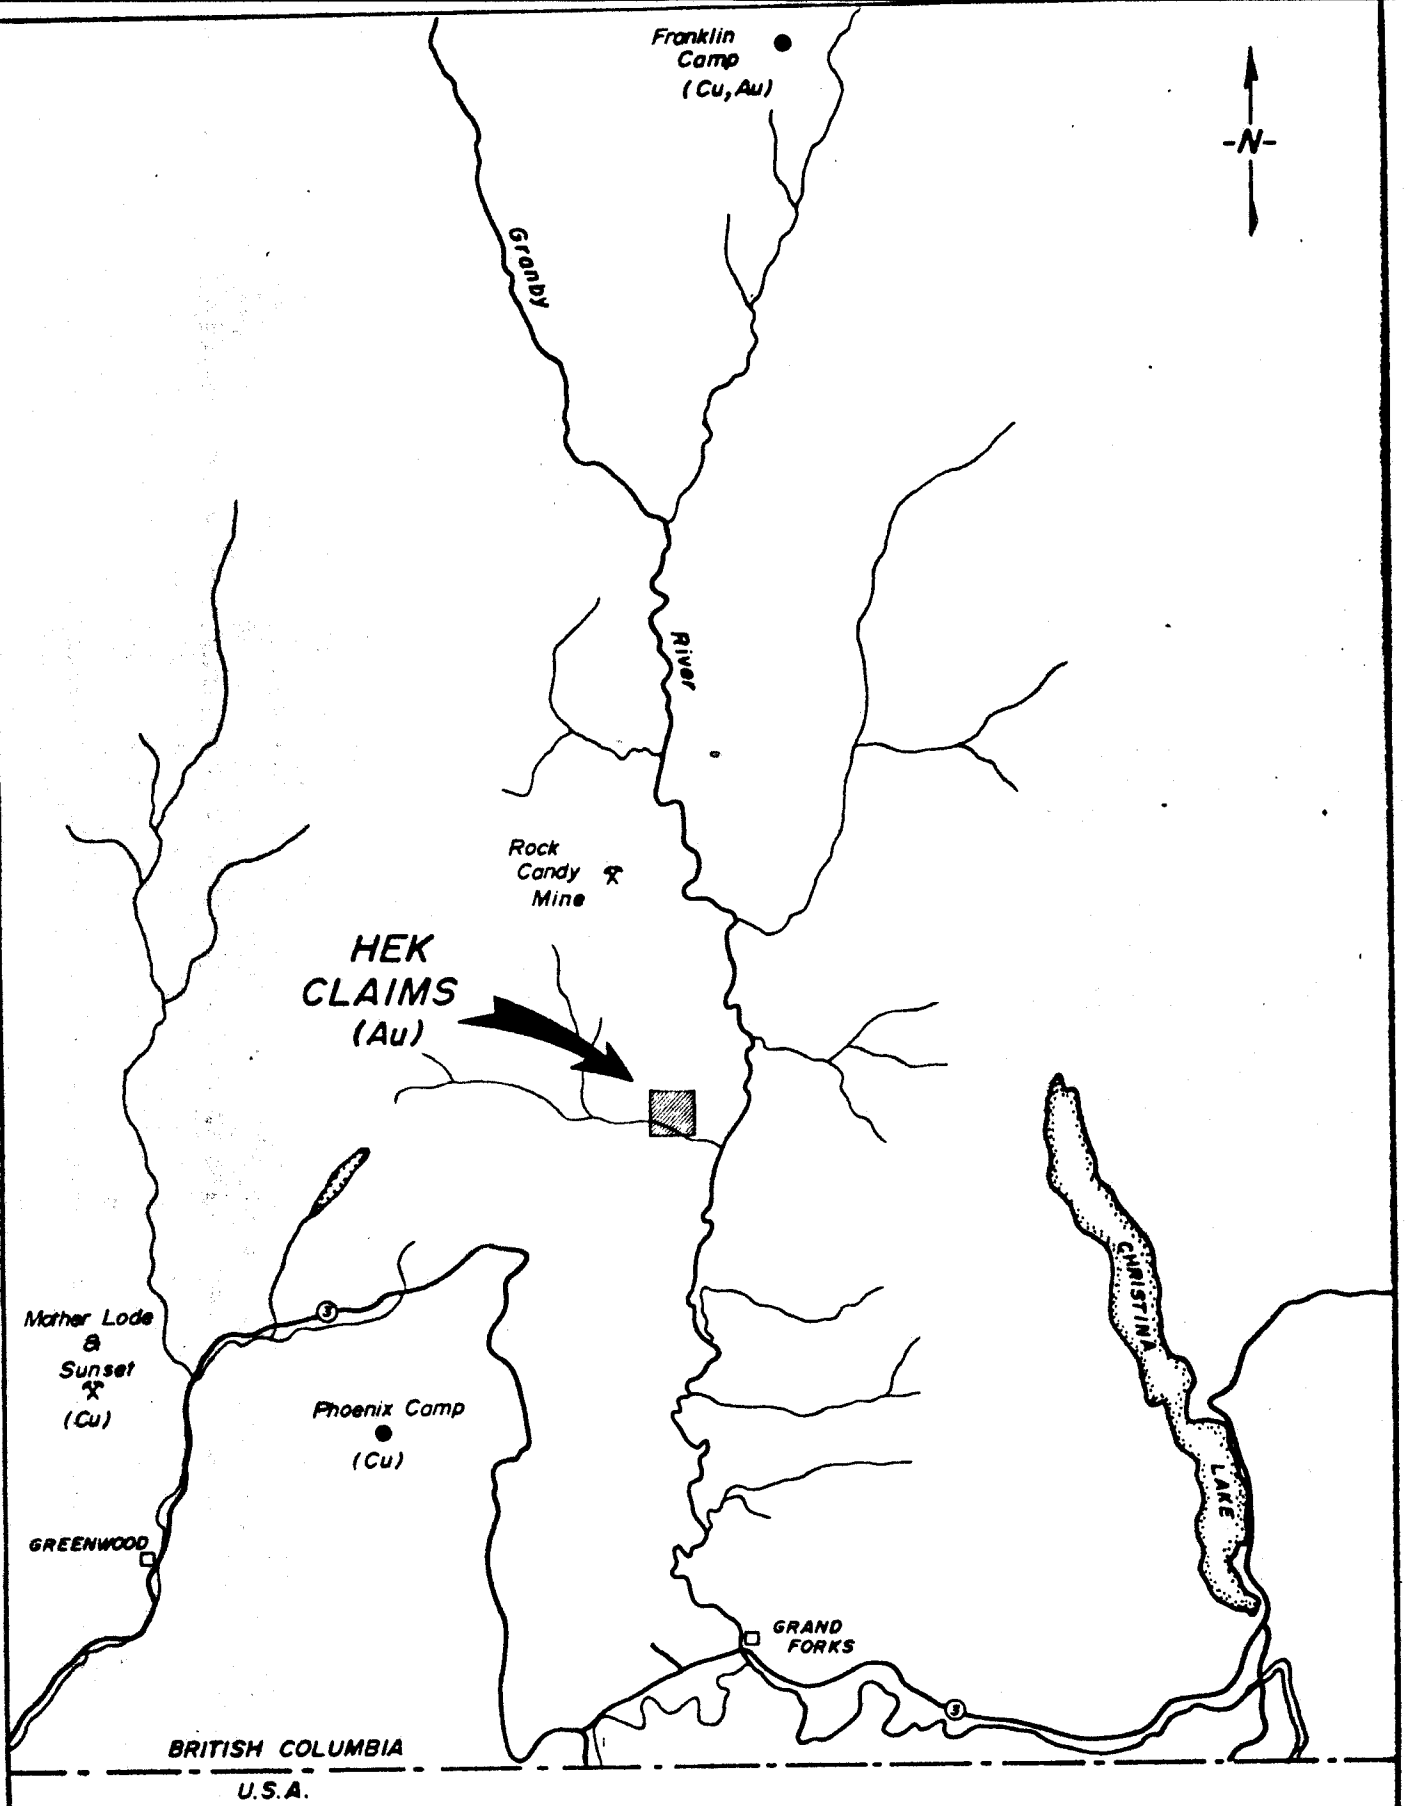 Franklin
Camp
(Cu, Au)
-N-
Granby
River
Rock
Candy
Mine
HEK
CLAIMS
(Au)
CHRISTINA
LAKE
3
Mother Lode
&
Sunset
(Cu)
Phoenix Camp
(Cu)
GREENWOOD
GRAND
FORKS
3
BRITISH COLUMBIA
U.S.A.